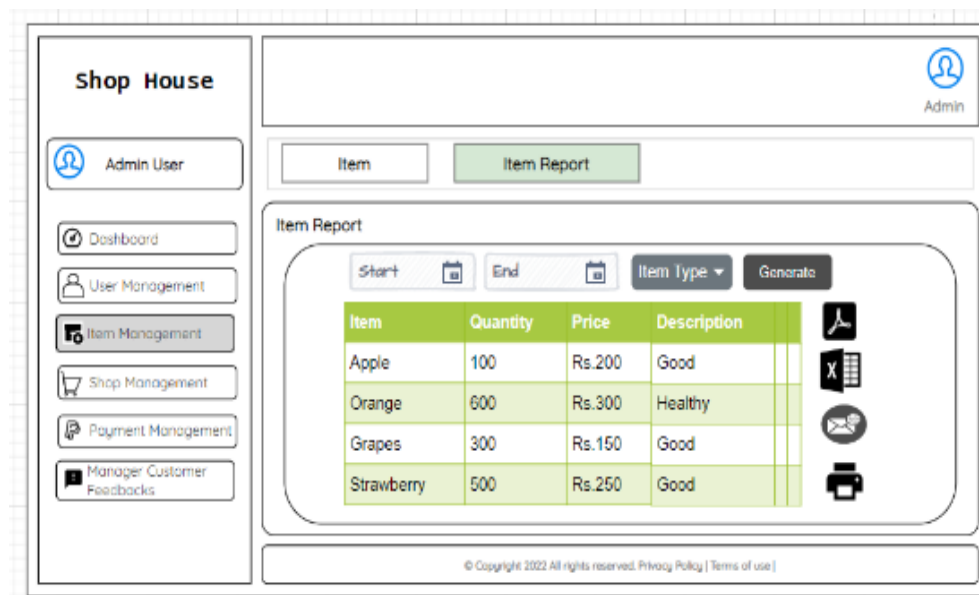 Shop House
Admin
Admin User
Item
Item Report
Dashboard
User Management
Item Management
Shop Management
Payment Management
Manager Customer
Feedbacks
Item Report
Start
End
Item Type
Generate
Item Quantity Price Description
Apple 100 Rs.200 Good
Orange 600 Rs.300 Healthy
Grapes 300 Rs.150 Good
Strawberry 500 Rs.250 Good
© Copyright 2022 All rights reserved. Privacy Policy | Terms of use |